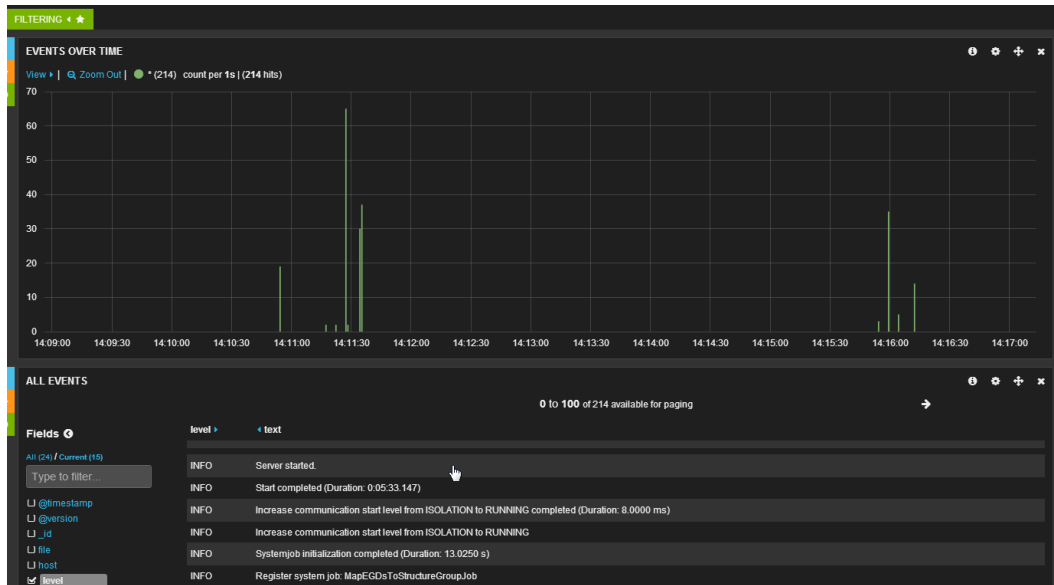 FILTERING
EVENTS OVER TIME
View | Zoom Out | * (214) count per 1s | (214 hits)
70
60
50
40
30
20
10
0
14:09:00 14:09:30 14:10:00 14:10:30 14:11:00 14:11:30 14:12:00 14:12:30 14:13:00 14:13:30 14:14:00 14:14:30 14:15:00 14:15:30 14:16:00 14:16:30 14:17:00
ALL EVENTS
0 to 100 of 214 available for paging
Fields
All (24) / Current (15)
Type to filter...
@timestamp
@version
_id
file
host
level
level text
INFO Server started.
INFO Start completed (Duration: 0:05:33.147)
INFO Increase communication start level from ISOLATION to RUNNING completed (Duration: 8.0000 ms)
INFO Increase communication start level from ISOLATION to RUNNING
INFO Systemjob initialization completed (Duration: 13.0250 s)
INFO Register system job: MapEGDsToStructureGroupJob